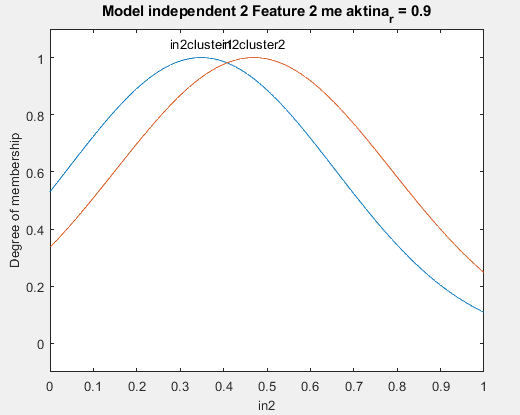 Model independent 2 Feature 2 me aktina_r = 0.9
in2cluster1 in2cluster2
1
0.8
0.6
0.4
0.2
0
Degree of membership
0 0.1 0.2 0.3 0.4 0.5 0.6 0.7 0.8 0.9 1
in2